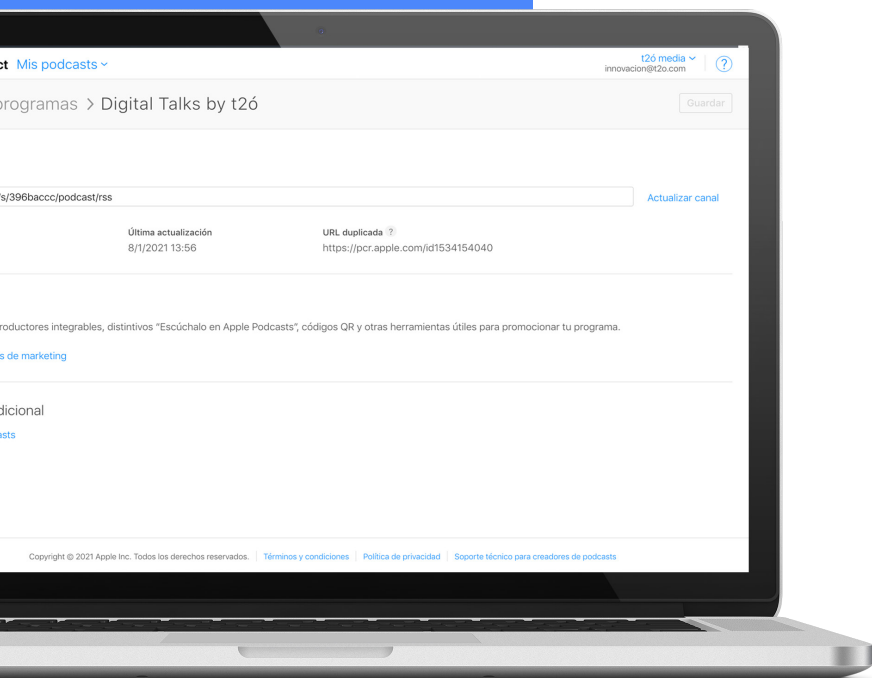 ct Mis podcasts
t2ó media
innovacion@t2o.com
?
programas > Digital Talks by t2ó
Guardar
/s/396baccc/podcast/rss
Actualizar canal
Última actualización
URL duplicada ?
8/1/2021 13:56
https://pcr.apple.com/id1534154040
roductores integrables, distintivos “Escúchalo en Apple Podcasts”, códigos QR y otras herramientas útiles para promocionar tu programa.
s de marketing
dicional
asts
Copyright © 2021 Apple Inc. Todos los derechos reservados. Términos y condiciones Política de privacidad Soporte técnico para creadores de podcasts